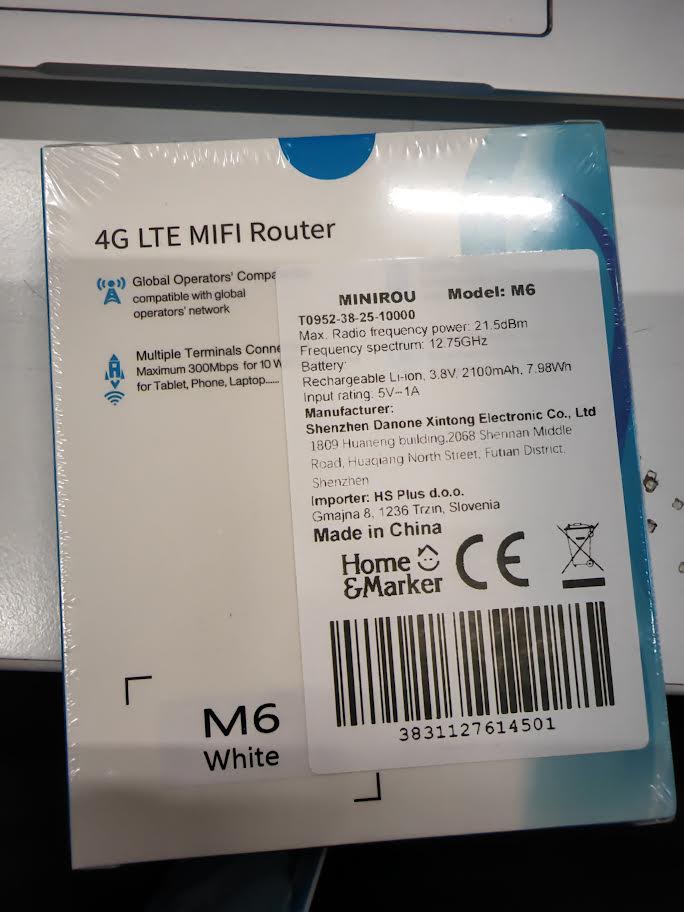 4G LTE MIFI Router
Global Operators' Compa
compatible with global
operators' network
Multiple Terminals Conne
Maximum 300Mbps for 10 W
for Tablet, Phone, Laptop......
MINIROU Model: M6
T0952-38-25-10000
Max. Radio frequency power: 21.5dBm
Frequency spectrum: 12.75GHz
Battery:
Rechargeable Li-ion, 3.8V, 2100mAh, 7.98Wh
Input rating: 5V⎓1A
Manufacturer:
Shenzhen Danone Xintong Electronic Co., Ltd
1809 Huaneng building,2068 Shennan Middle
Road, Huaqiang North Street, Futian District,
Shenzhen
Importer: HS Plus d.o.o.
Gmajna 8, 1236 Trzin, Slovenia
Made in China
Home
&Marker
CE
3831127614501
M6
White